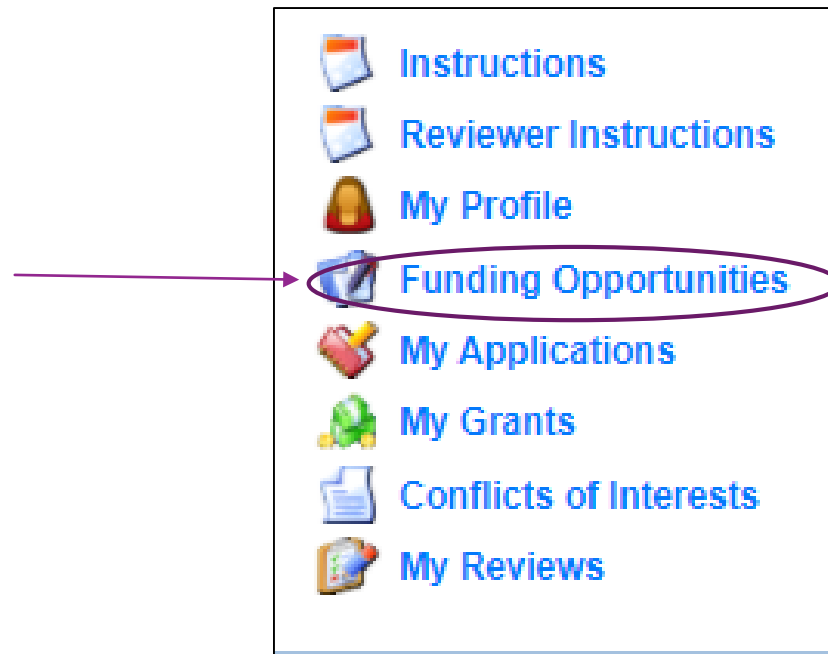 Instructions
Reviewer Instructions
My Profile
Funding Opportunities
My Applications
My Grants
Conflicts of Interests
My Reviews